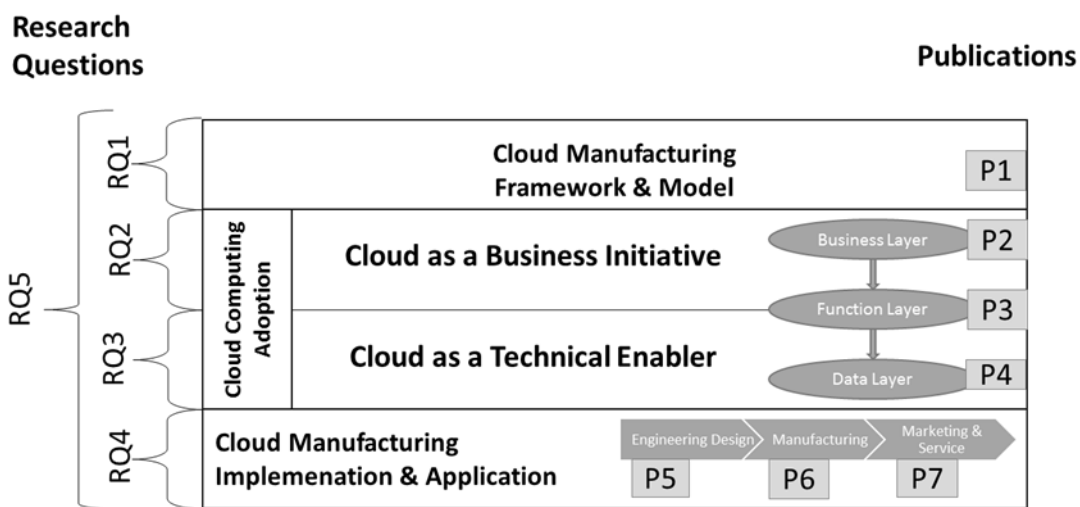 Research
Questions
Publications
RQ5
RQ1
Cloud Manufacturing
Framework & Model
P1
RQ2
Cloud Computing
Adoption
Cloud as a Business Initiative
Business Layer
P2
Function Layer
P3
RQ3
Cloud as a Technical Enabler
Data Layer
P4
RQ4
Cloud Manufacturing
Implemenation & Application
Engineering Design
Manufacturing
Marketing &
Service
P5
P6
P7